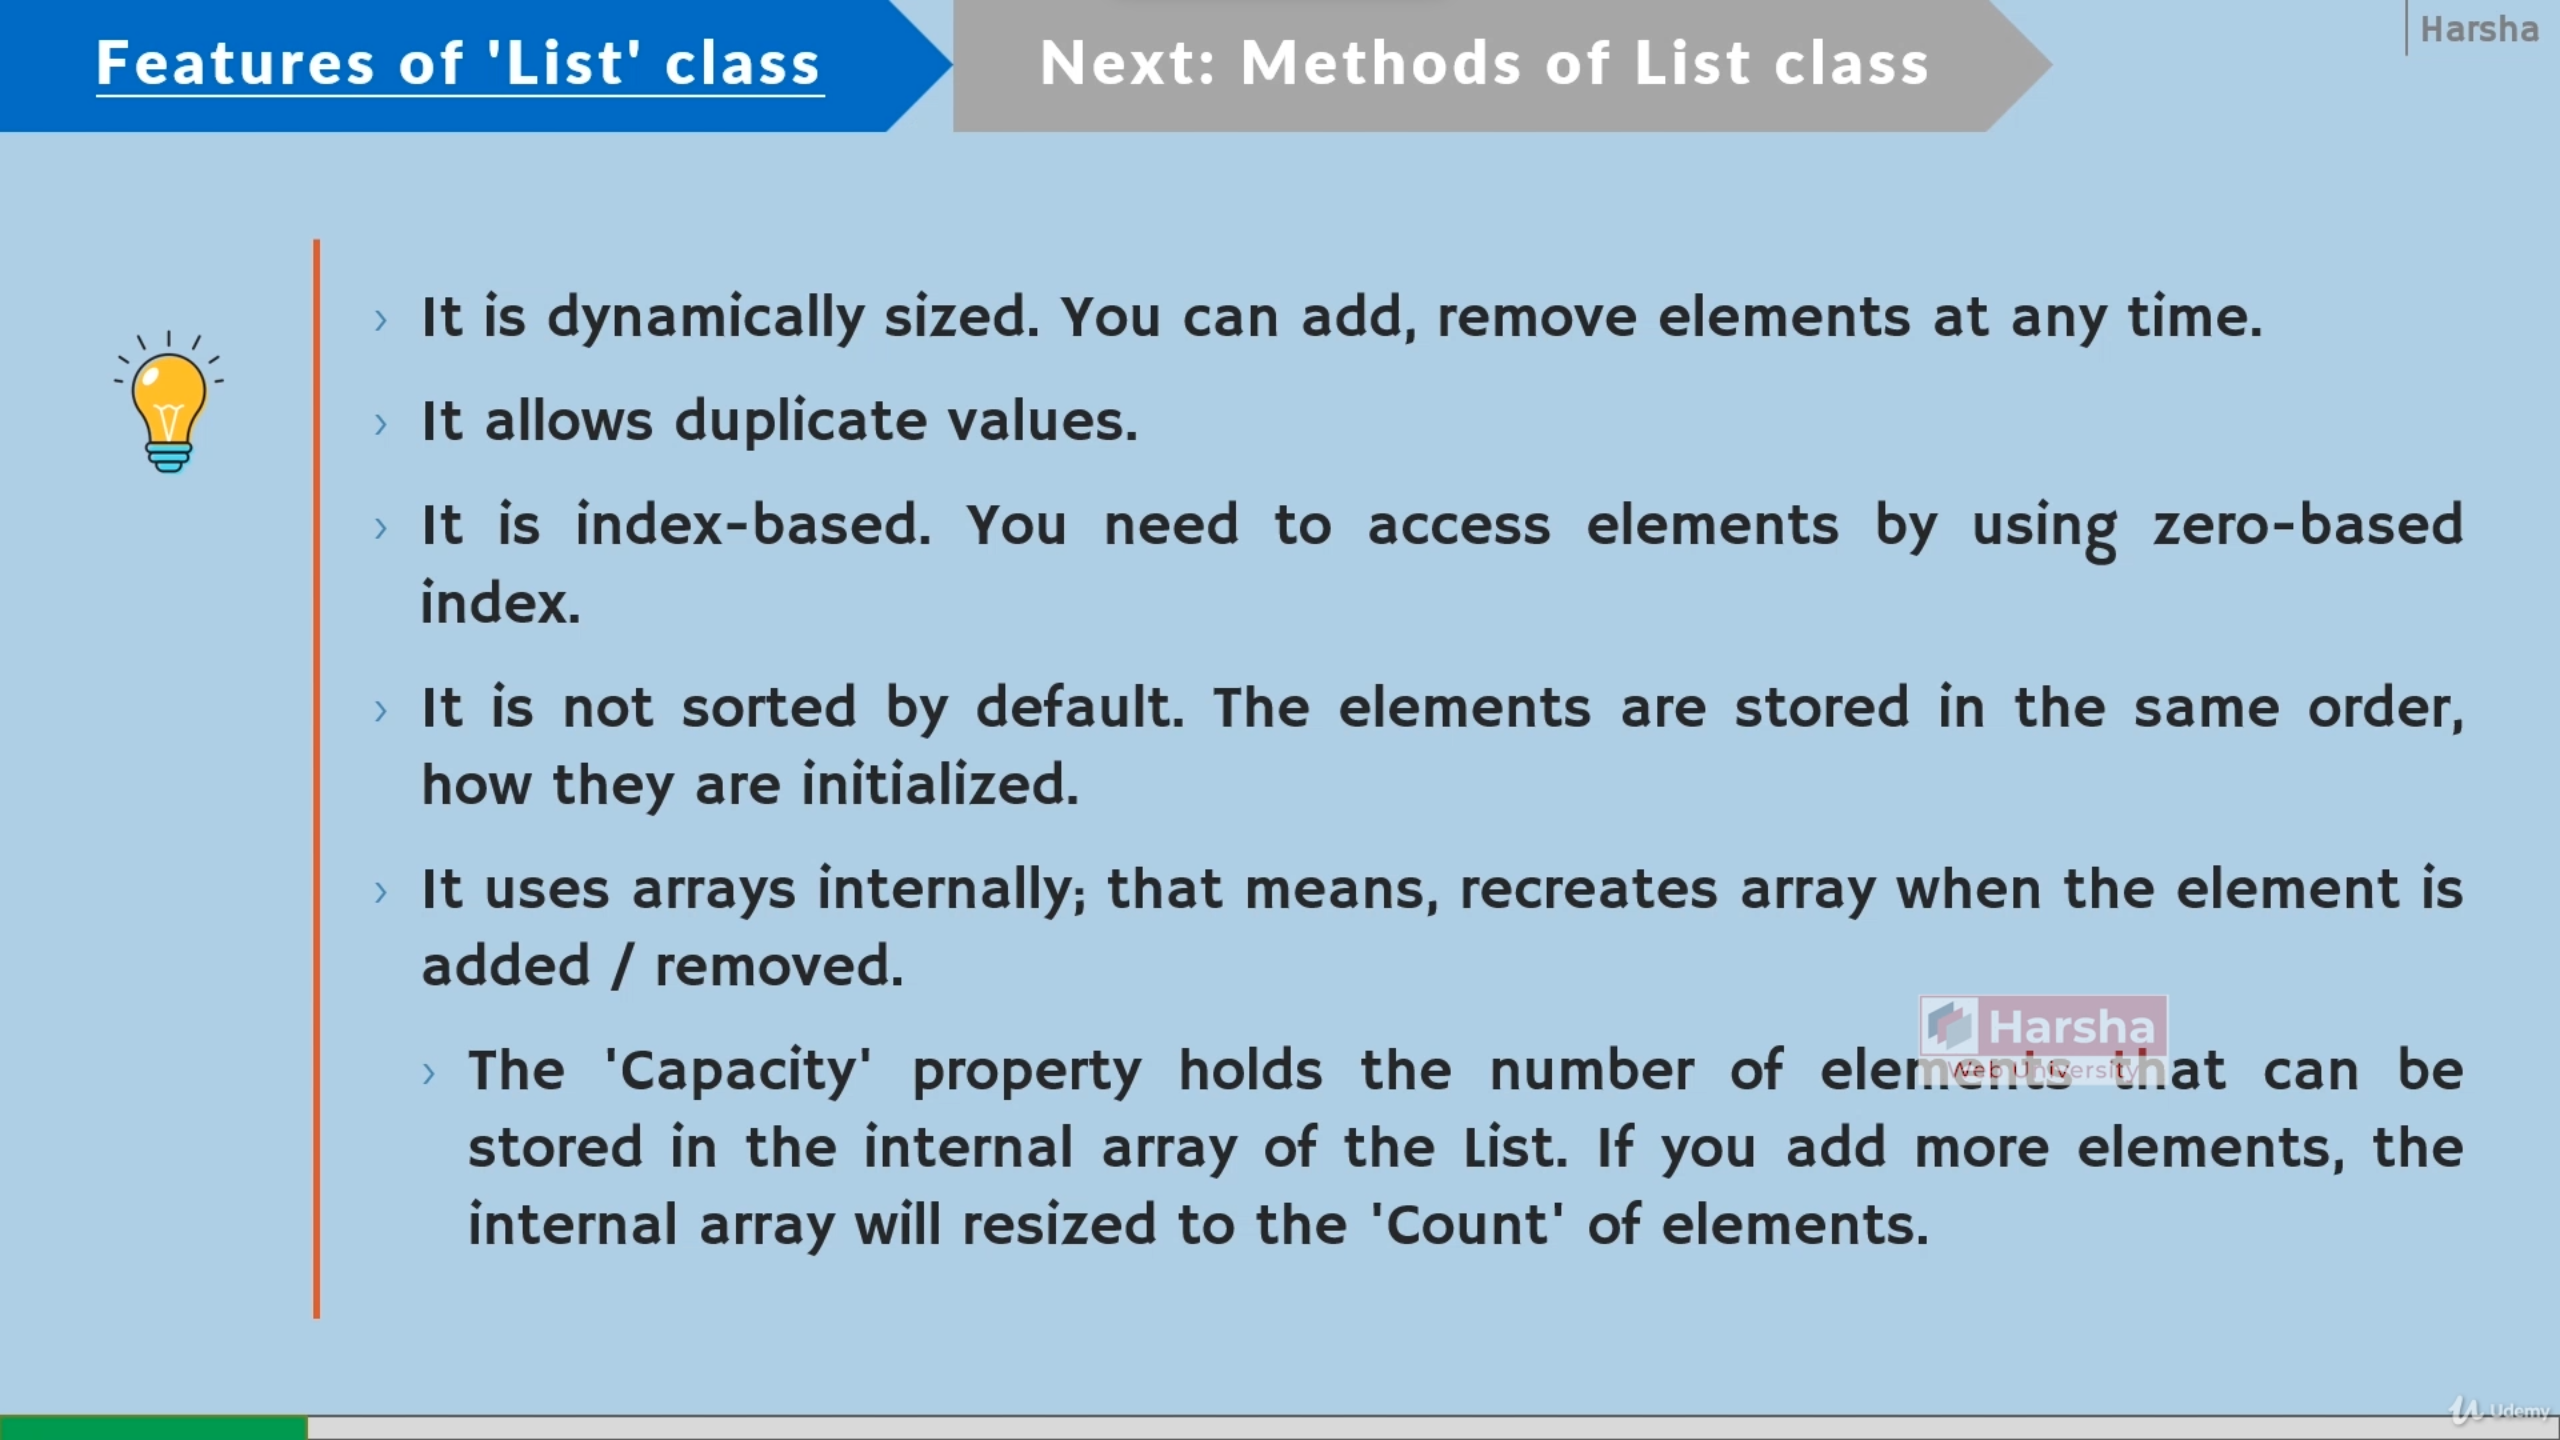 Features of 'List' class
Next: Methods of List class
Harsha
It is dynamically sized. You can add, remove elements at any time.
It allows duplicate values.
It is index-based. You need to access elements by using zero-based
index.
It is not sorted by default. The elements are stored in the same order,
how they are initialized.
It uses arrays internally; that means, recreates array when the element is
added / removed.
Harsha
Web University
The 'Capacity' property holds the number of elements that can be
stored in the internal array of the List. If you add more elements, the
internal array will resized to the 'Count' of elements.
Udemy